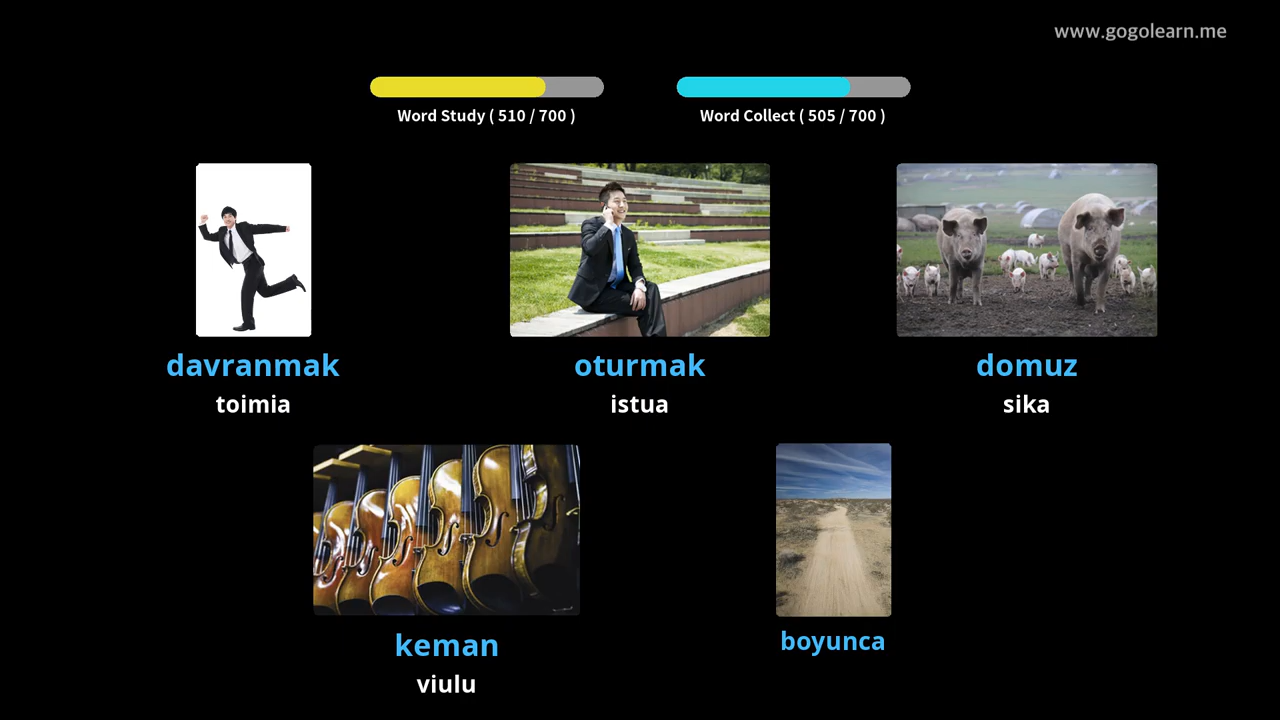 www.gogolearn.me
Word Study ( 510 / 700 )
Word Collect ( 505 / 700 )
davranmak
toimia
oturmak
istua
domuz
sika
keman
viulu
boyunca